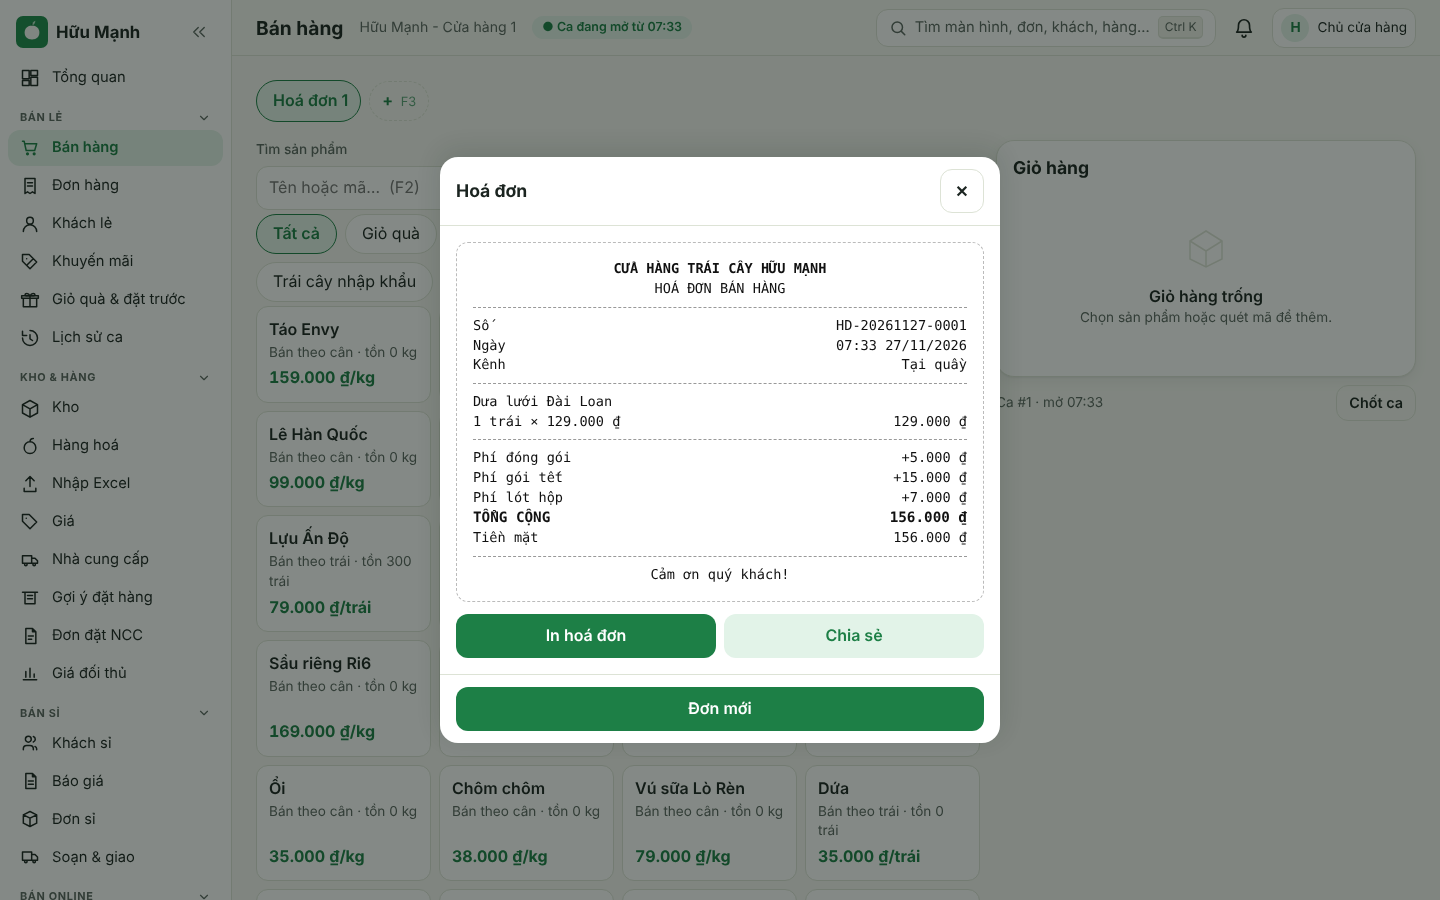 Hữu Mạnh
Bán hàng
Hữu Mạnh - Cửa hàng 1
Ca đang mở từ 07:33
Tìm màn hình, đơn, khách, hàng...
Ctrl K
H
Chủ cửa hàng
Tổng quan
BÁN LẺ
Bán hàng
Đơn hàng
Khách lẻ
Khuyến mãi
Giỏ quà & đặt trước
Lịch sử ca
KHO & HÀNG
Kho
Hàng hoá
Nhập Excel
Giá
Nhà cung cấp
Gợi ý đặt hàng
Đơn đặt NCC
Giá đối thủ
BÁN SỈ
Khách sỉ
Báo giá
Đơn sỉ
Soạn & giao
BÁN ONLINE
Hoá đơn 1
+ F3
Tìm sản phẩm
Tên hoặc mã... (F2)
Tất cả
Giỏ quà
Trái cây nhập khẩu
Táo Envy
Bán theo cân · tồn 0 kg
159.000 ₫/kg
Lê Hàn Quốc
Bán theo cân · tồn 0 kg
99.000 ₫/kg
Lựu Ấn Độ
Bán theo trái · tồn 300
trái
79.000 ₫/trái
Sầu riêng Ri6
Bán theo cân · tồn 0 kg
169.000 ₫/kg
Ổi
Bán theo cân · tồn 0 kg
35.000 ₫/kg
Chôm chôm
Bán theo cân · tồn 0 kg
38.000 ₫/kg
Vú sữa Lò Rèn
Bán theo cân · tồn 0 kg
79.000 ₫/kg
Dứa
Bán theo trái · tồn 0
trái
35.000 ₫/trái
Hoá đơn
CỬA HÀNG TRÁI CÂY HỮU MẠNH
HOÁ ĐƠN BÁN HÀNG
Số HD-20261127-0001
Ngày 07:33 27/11/2026
Kênh Tại quầy
Dưa lưới Đài Loan
1 trái × 129.000 ₫ 129.000 ₫
Phí đóng gói +5.000 ₫
Phí gói tết +15.000 ₫
Phí lót hộp +7.000 ₫
TỔNG CỘNG 156.000 ₫
Tiền mặt 156.000 ₫
Cảm ơn quý khách!
In hoá đơn
Chia sẻ
Đơn mới
Giỏ hàng
Giỏ hàng trống
Chọn sản phẩm hoặc quét mã để thêm.
Ca #1 · mở 07:33
Chốt ca